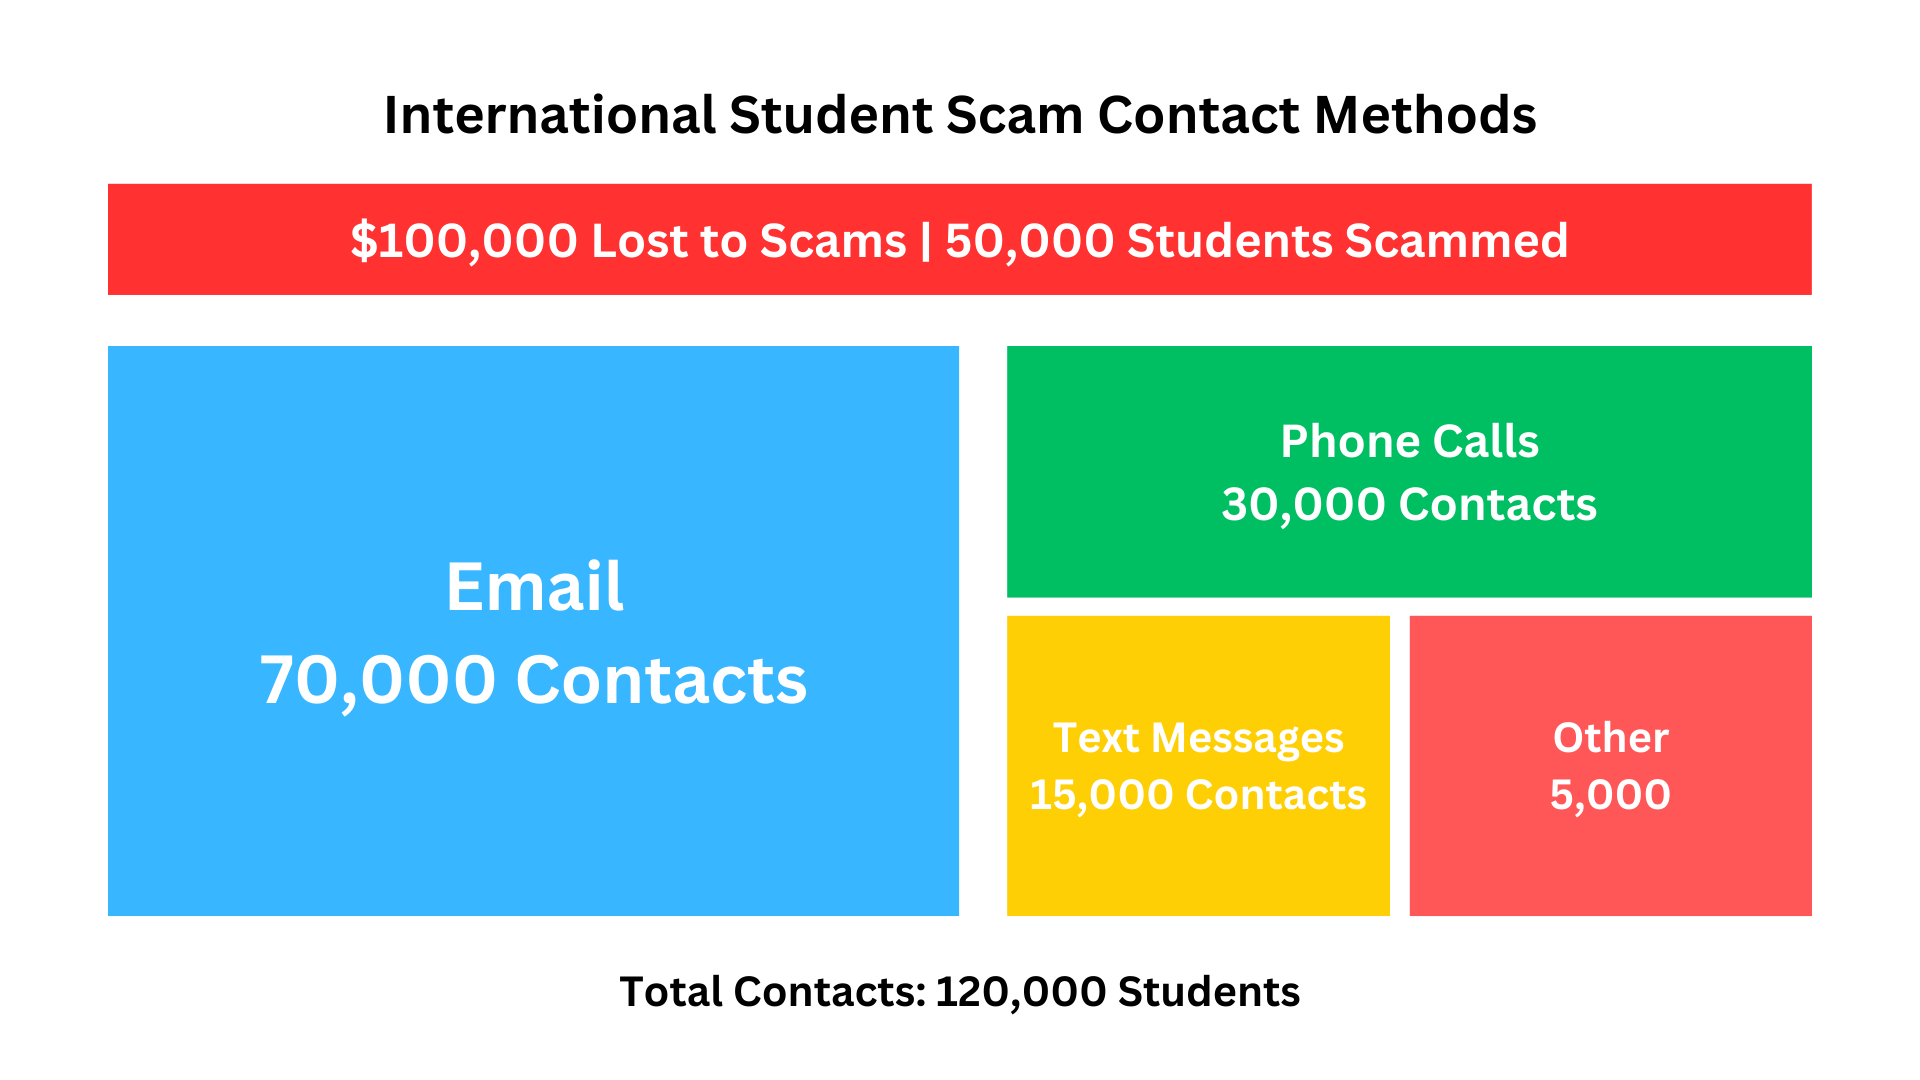 International Student Scam Contact Methods
$100,000 Lost to Scams | 50,000 Students Scammed
Email
70,000 Contacts
Phone Calls
30,000 Contacts
Text Messages
15,000 Contacts
Other
5,000
Total Contacts: 120,000 Students